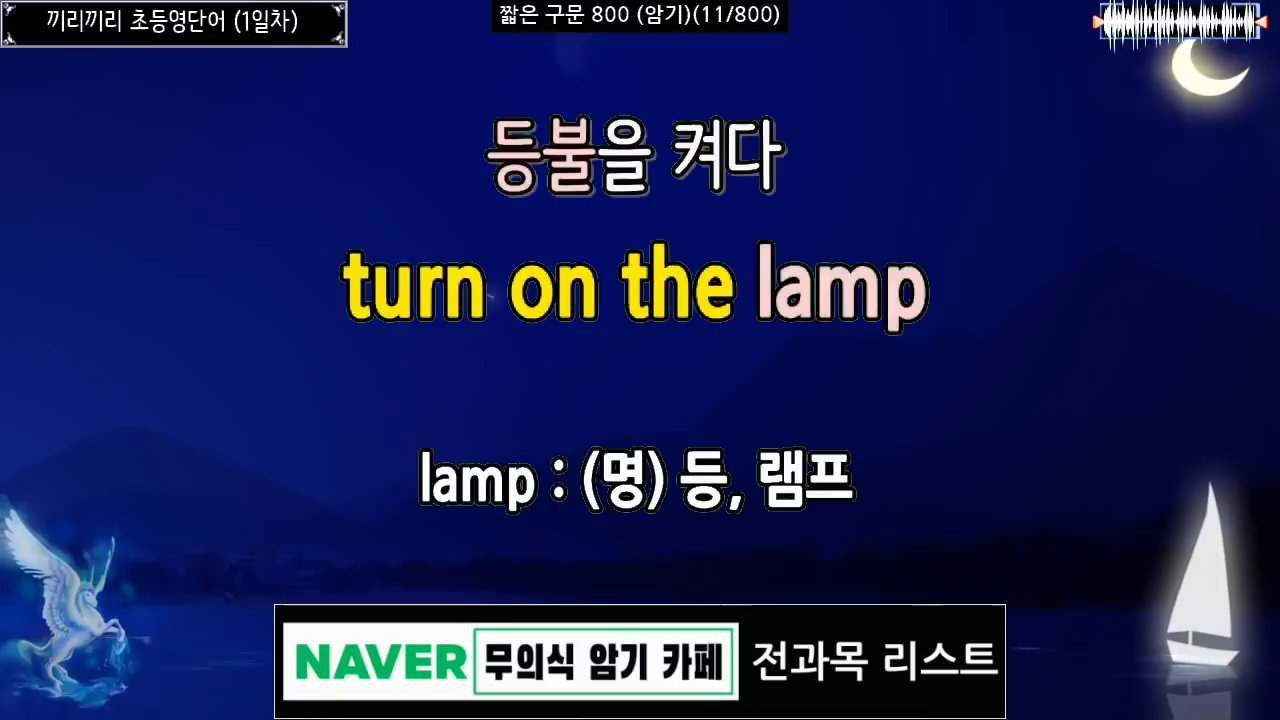 끼리끼리 초등영단어 (1일차)
짧은 구문 800 (암기)(11/800)
등불을 켜다
turn on the lamp
lamp : (명) 등, 램프
NAVER 무의식 암기 카페 전과목 리스트